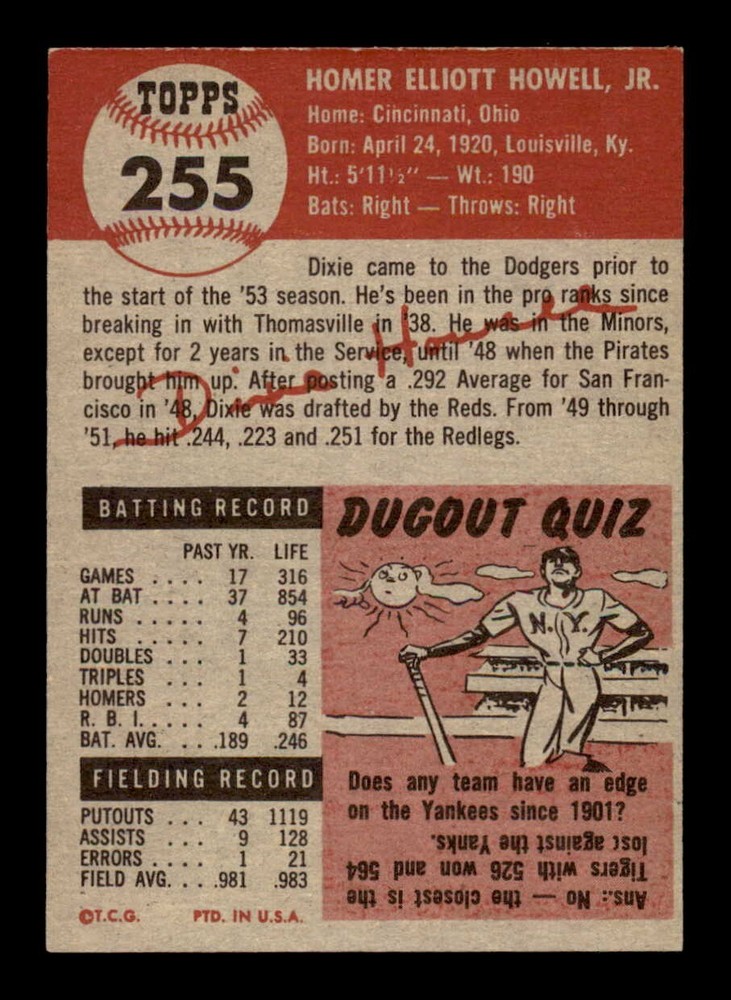 TOPPS
255
HOMER ELLIOTT HOWELL, JR.
Home: Cincinnati, Ohio
Born: April 24, 1920, Louisville, Ky.
Ht.: 5'11½" — Wt.: 190
Bats: Right — Throws: Right
Dixie came to the Dodgers prior to
the start of the '53 season. He's been in the pro ranks since
breaking in with Thomasville in '38. He was in the Minors,
except for 2 years in the Service, until '48 when the Pirates
brought him up. After posting a .292 Average for San Fran-
cisco in '48, Dixie was drafted by the Reds. From '49 through
'51, he hit .244, .223 and .251 for the Redlegs.
Dixie Howell
BATTING RECORD
PAST YR. LIFE
GAMES .... 17 316
AT BAT .... 37 854
RUNS .... 4 96
HITS .... 7 210
DOUBLES ... 1 33
TRIPLES ... 1 4
HOMERS ... 2 12
R. B. I. .... 4 87
BAT. AVG. ... .189 .246
FIELDING RECORD
PUTOUTS ... 43 1119
ASSISTS ... 9 128
ERRORS .... 1 21
FIELD AVG. ... .981 .983
©T.C.G. PTD. IN U.S.A.
DUGOUT QUIZ
N.Y.
Does any team have an edge
on the Yankees since 1901?
Ans.: No — the closest is the
Tigers with 526 won and 564
lost against the Yanks.